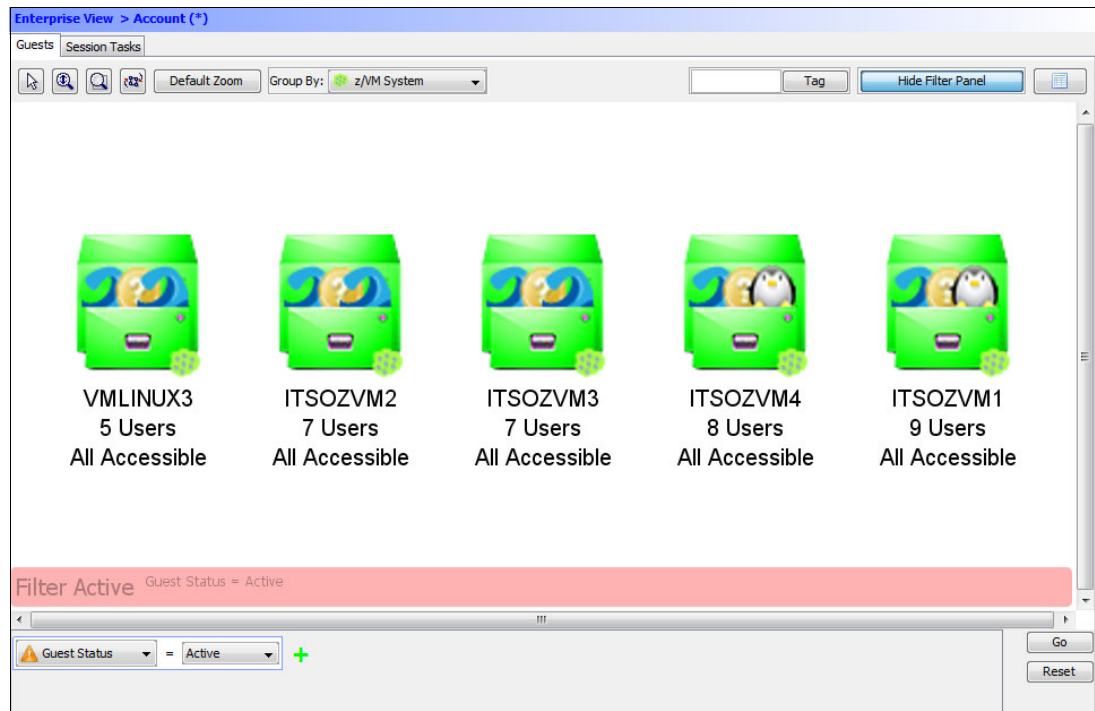 Enterprise View > Account (*)
Guests Session Tasks
Default Zoom Group By: z/VM System Tag Hide Filter Panel
VMLINUX3 ITSOZVM2 ITSOZVM3 ITSOZVM4 ITSOZVM1
5 Users 7 Users 7 Users 8 Users 9 Users
All Accessible All Accessible All Accessible All Accessible All Accessible
Filter Active Guest Status = Active
Guest Status = Active + Go
Reset